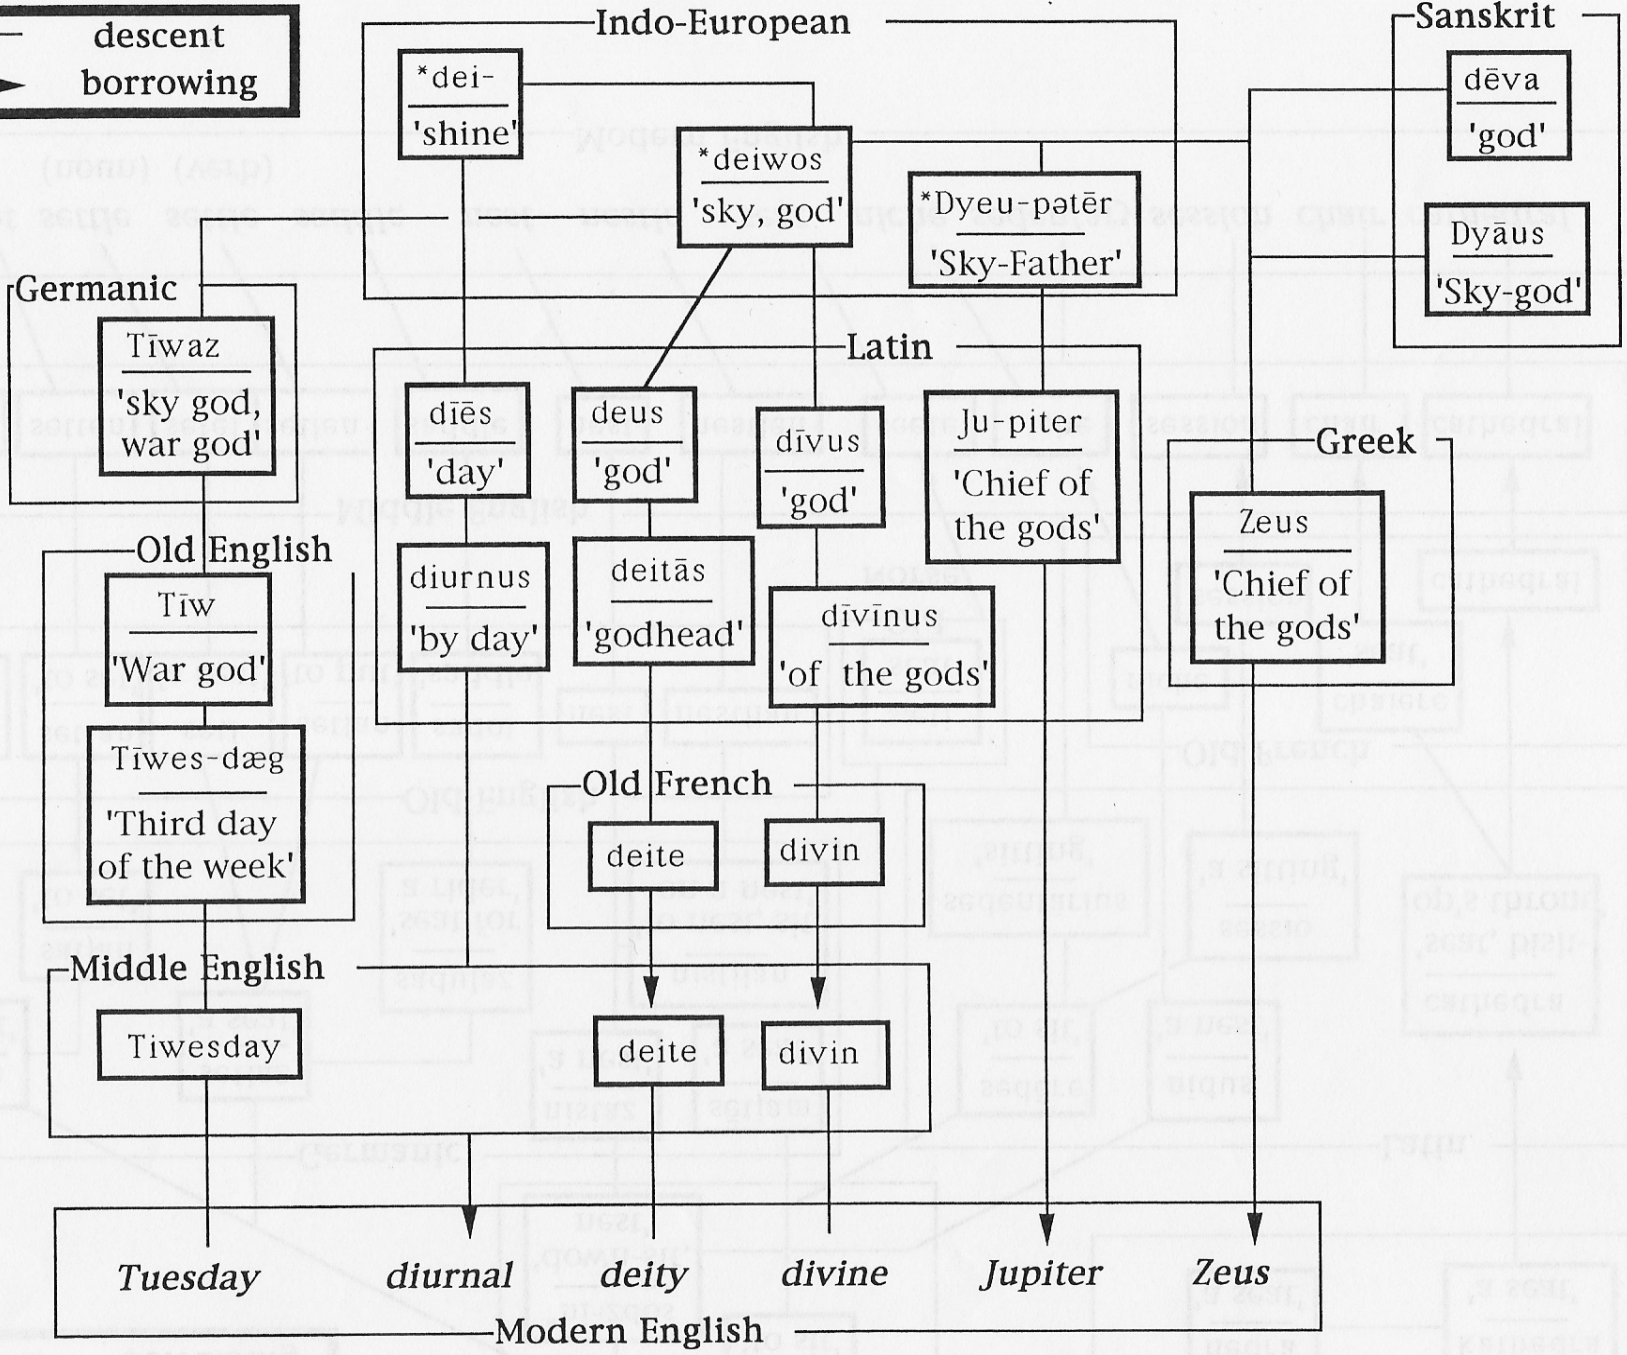 descent
borrowing
Indo-European
*dei-
'shine'
*deiwos
'sky, god'
*Dyeu-pətēr
'Sky-Father'
Sanskrit
dēva
'god'
Dyāus
'Sky-god'
Germanic
Tīwaz
'sky god,
war god'
Latin
dīēs
'day'
deus
'god'
dīvus
'god'
Ju-piter
'Chief of
the gods'
diurnus
'by day'
deitās
'godhead'
dīvīnus
'of the gods'
Greek
Zeus
'Chief of
the gods'
Old English
Tīw
'War god'
Tīwes-dæg
'Third day
of the week'
Old French
deite
divin
Middle English
Tiwesday
deite
divin
Tuesday
diurnal
deity
divine
Jupiter
Zeus
Modern English